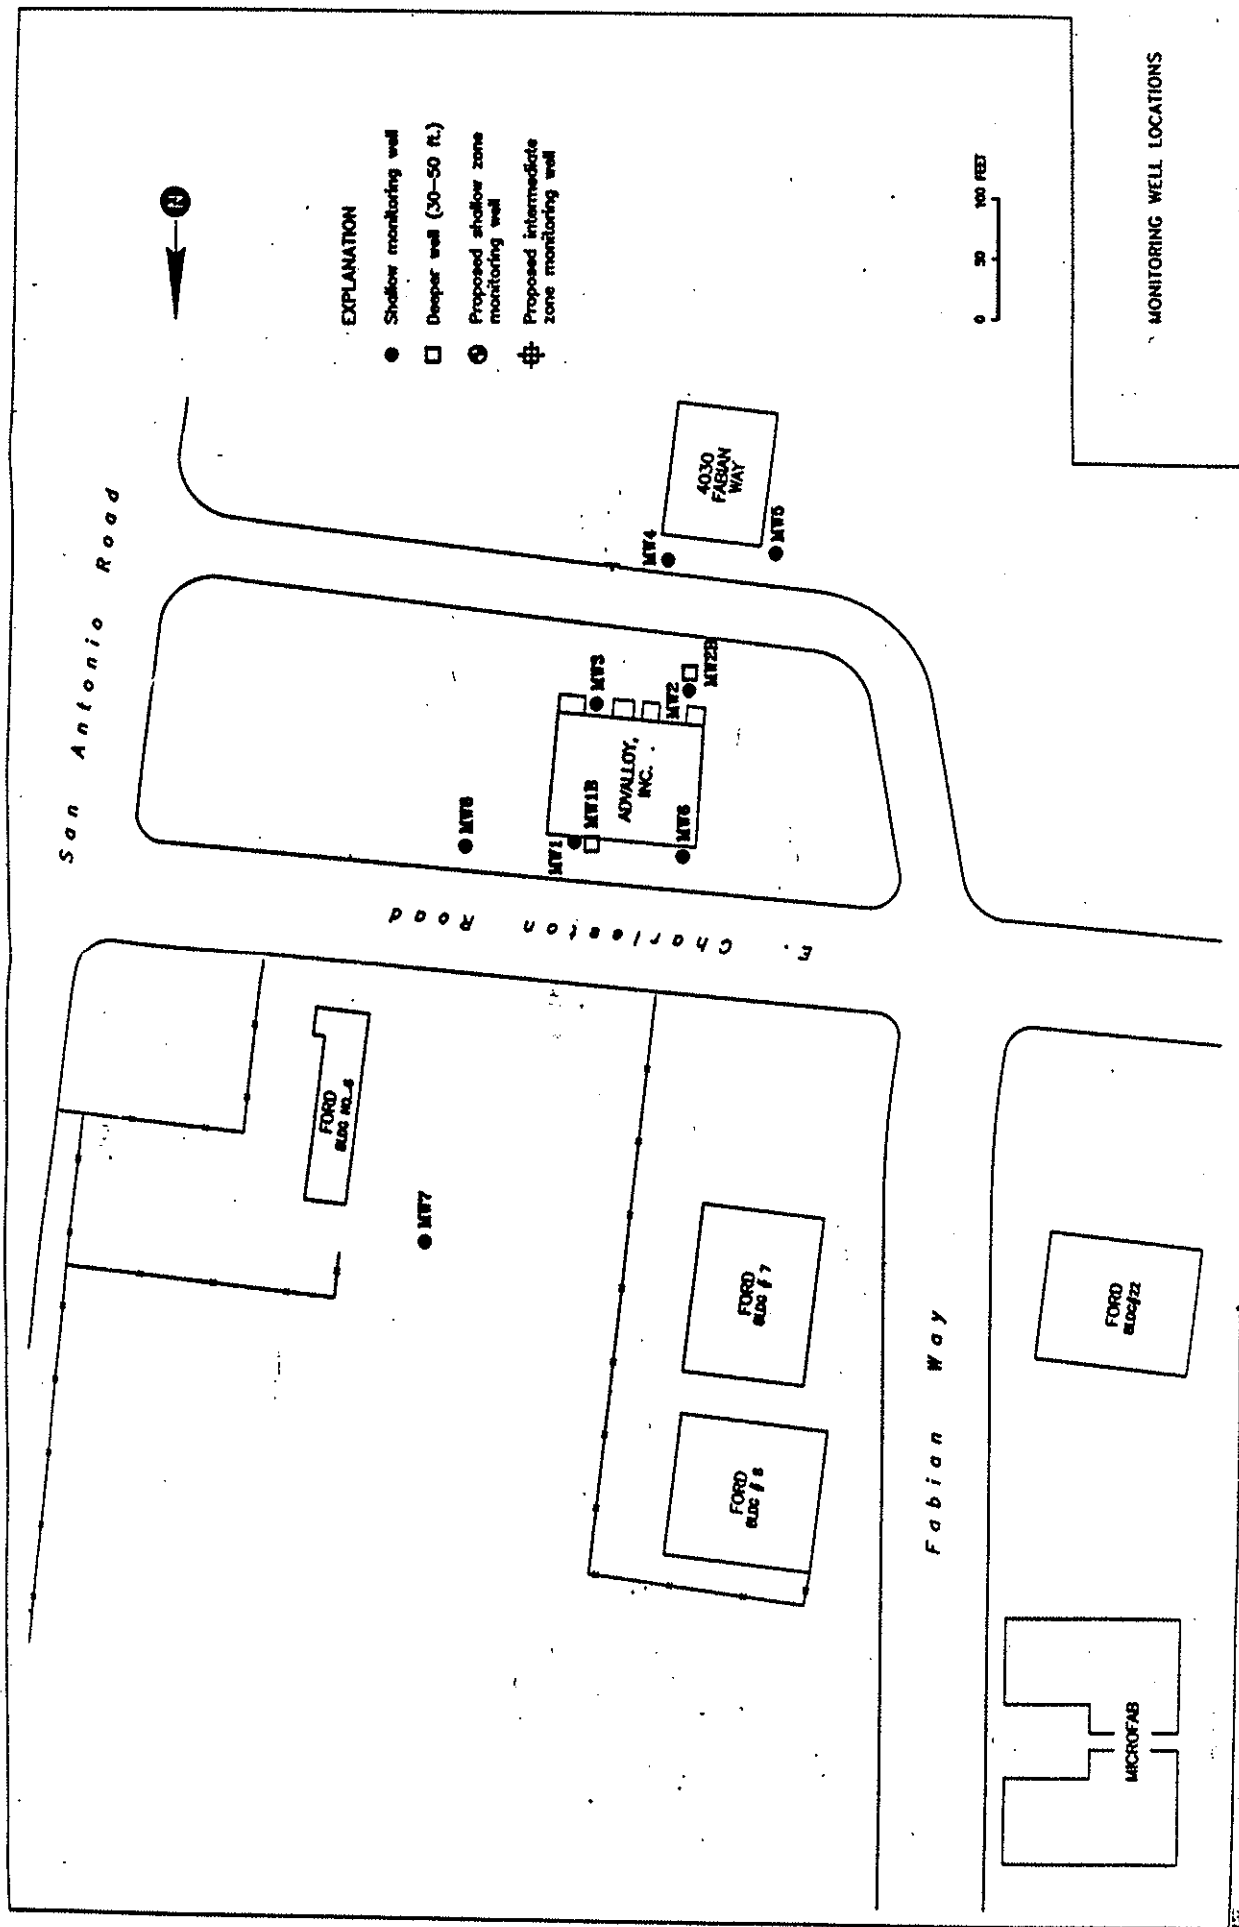 San Antonio Road
N
EXPLANATION
Shallow monitoring well
Deeper well (30-50 ft.)
Proposed shallow zone
monitoring well
Proposed intermediate
zone monitoring well
0 50 100 FEET
MONITORING WELL LOCATIONS
4030
FABIAN
WAY
MW4
MW5
MW3
MW2
MW2B
ADVALLOY,
INC.
MW8
MW1
MW1B
MW6
E. Charleston Road
FORD
BLDG NO. 6
MW7
FORD
BLDG # 7
FORD
BLDG # 8
Fabian Way
FORD
BLDG#22
MICROFAB